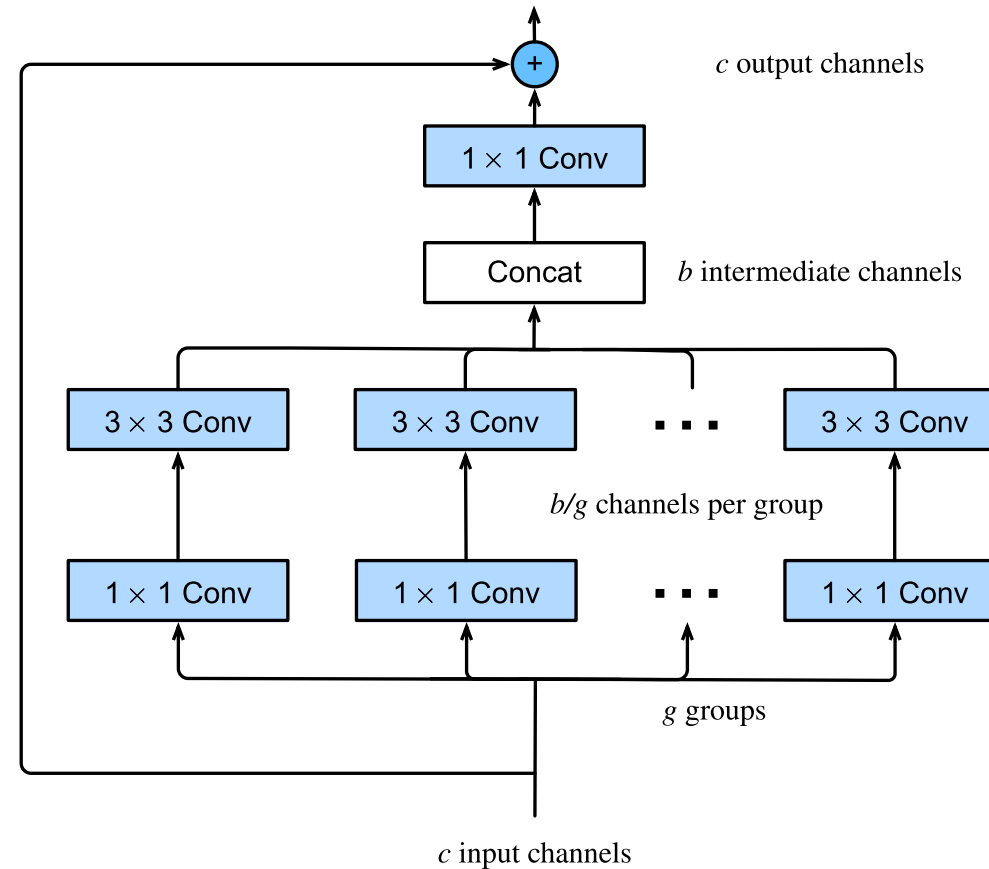 +
c output channels
1 × 1 Conv
Concat
b intermediate channels
3 × 3 Conv
3 × 3 Conv
3 × 3 Conv
b/g channels per group
1 × 1 Conv
1 × 1 Conv
1 × 1 Conv
g groups
c input channels